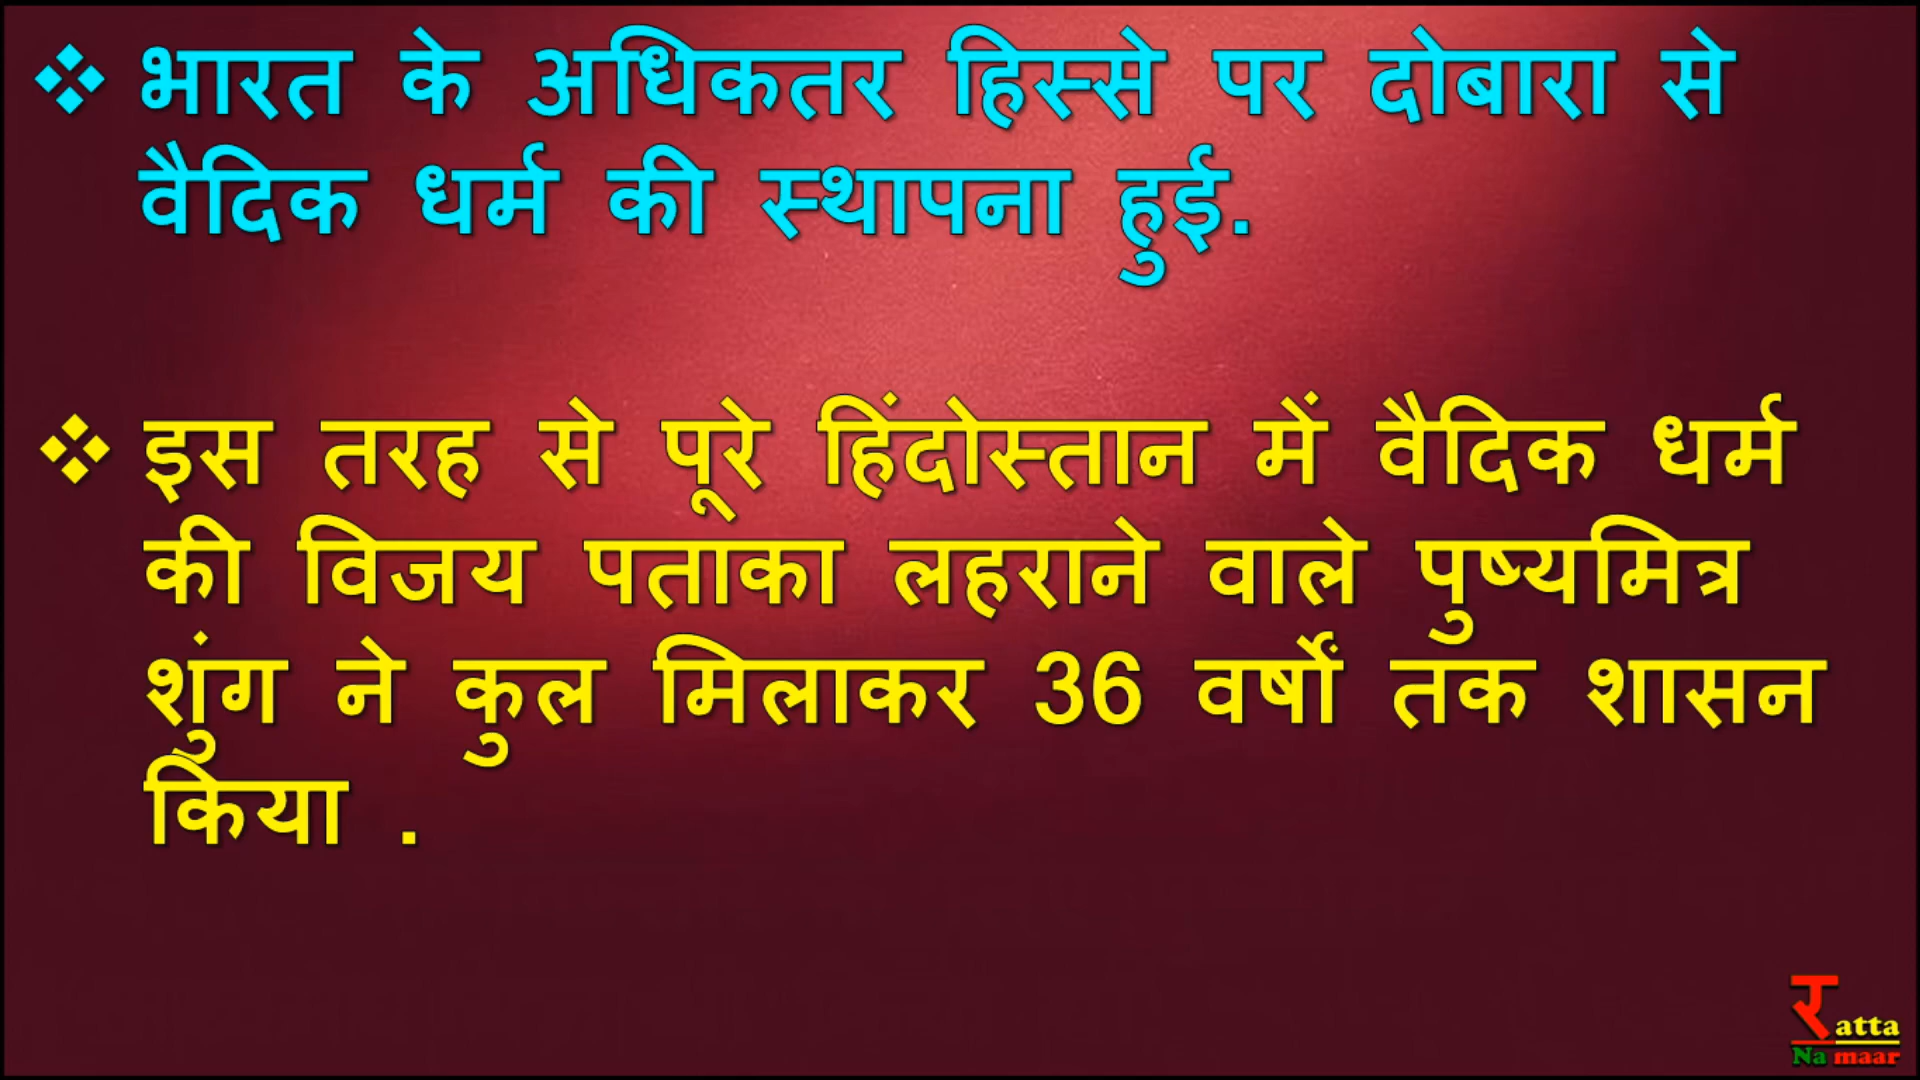 ❖ भारत के अधिकतर हिस्से पर दोबारा से
वैदिक धर्म की स्थापना हुई.
❖ इस तरह से पूरे हिंदोस्तान में वैदिक धर्म
की विजय पताका लहराने वाले पुष्यमित्र
शुंग ने कुल मिलाकर 36 वर्षों तक शासन
किया .
रatta
Na maar